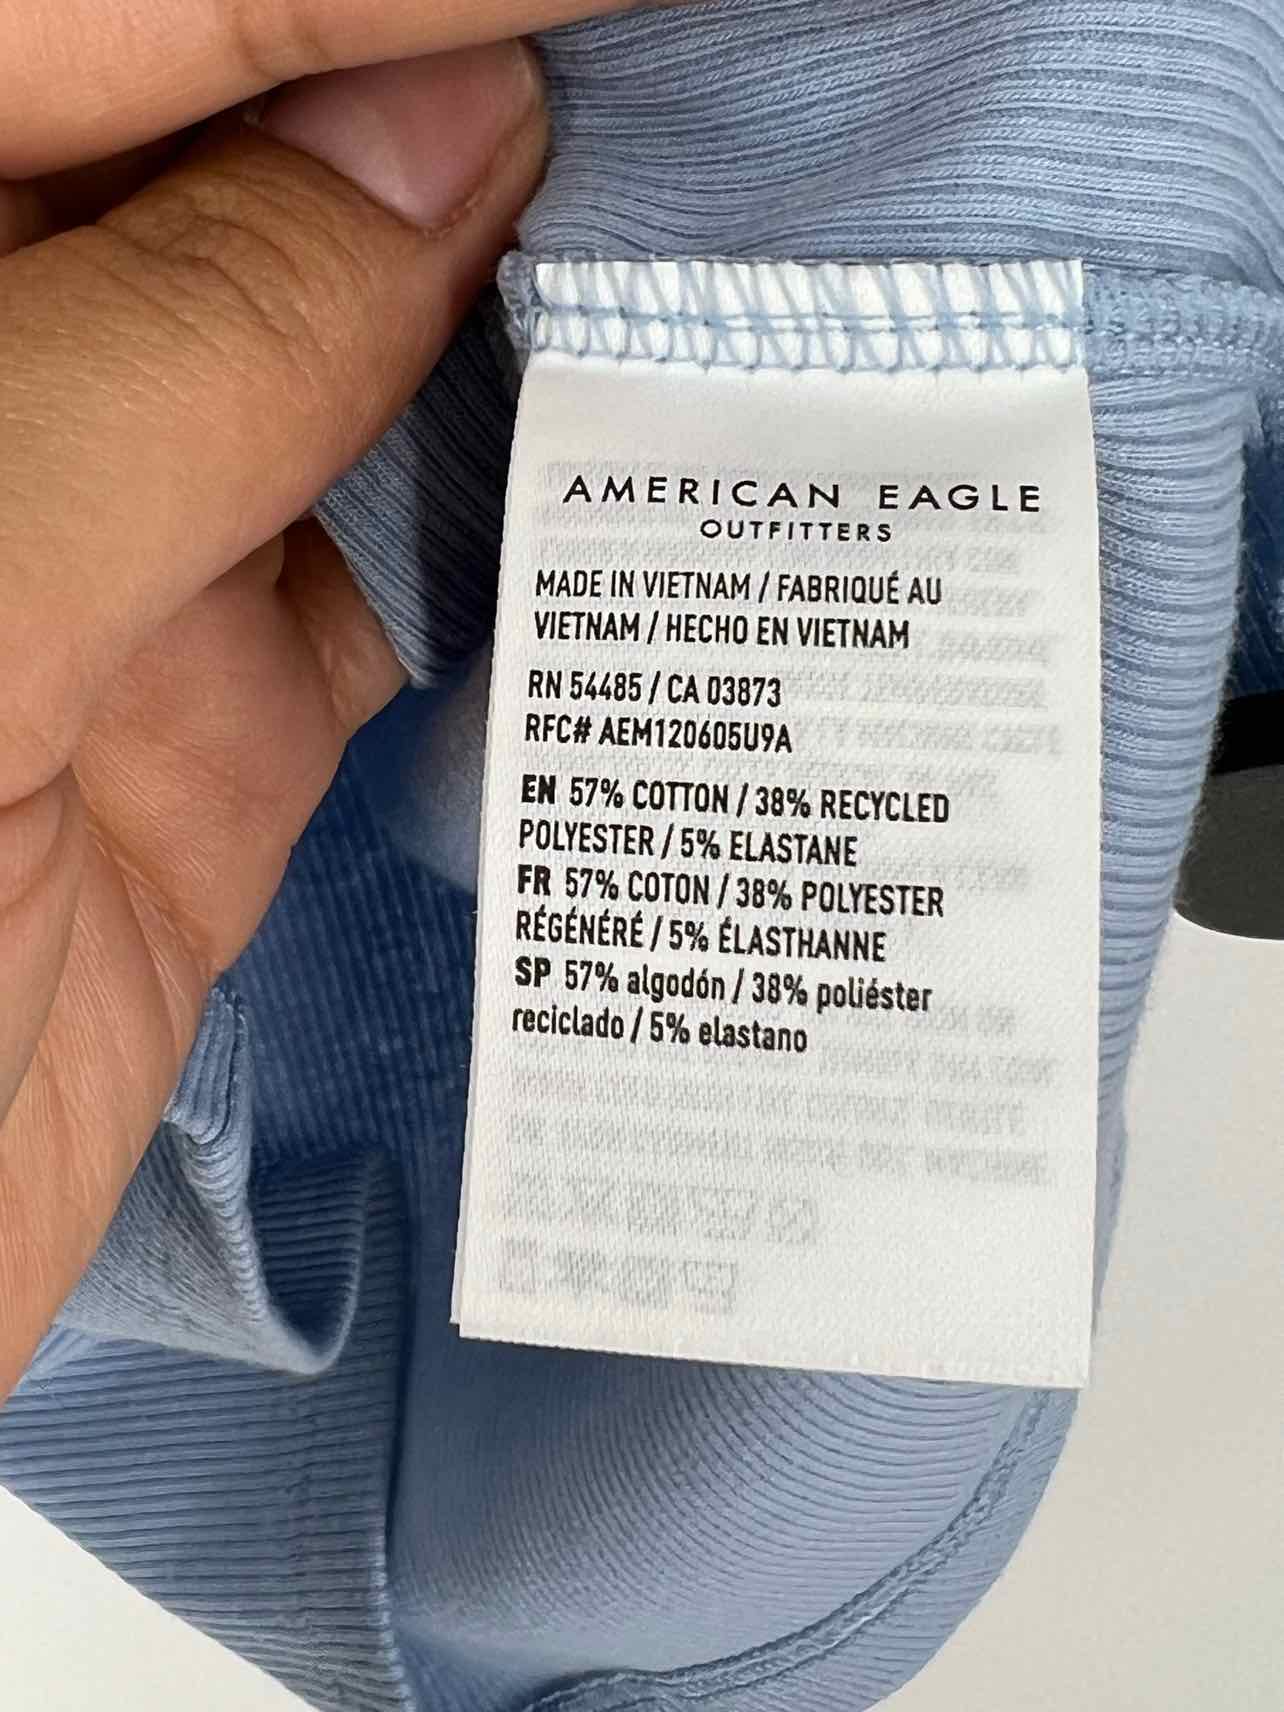 AMERICAN EAGLE
OUTFITTERS
MADE IN VIETNAM / FABRIQUÉ AU
VIETNAM / HECHO EN VIETNAM
RN 54485 / CA 03873
RFC# AEM120605U9A
EN 57% COTTON / 38% RECYCLED
POLYESTER / 5% ELASTANE
FR 57% COTON / 38% POLYESTER
RÉGÉNÉRÉ / 5% ÉLASTHANNE
SP 57% algodón / 38% poliéster
reciclado / 5% elastano